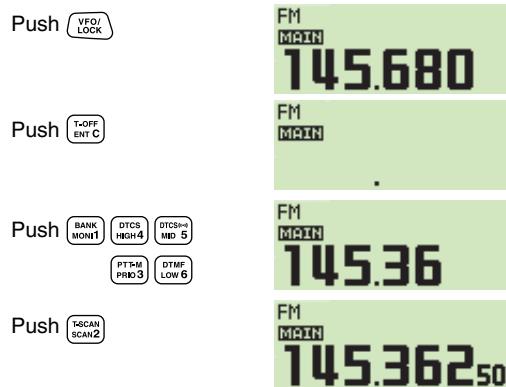 Push VFO/ LOCK
FM
MAIN
145.680
Push T-OFF ENT C
FM
MAIN
.
Push BANK MONI 1 DTCS HIGH 4 DTCS((•)) MID 5
PTT-M PRIO 3 DTMF LOW 6
FM
MAIN
145.36
Push T-SCAN SCAN 2
FM
MAIN
145.36250